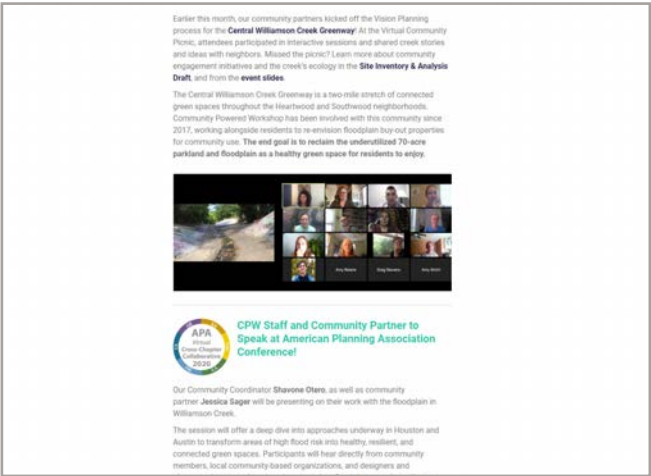 Earlier this month, our community partners kicked off the Vision Planning
process for the Central Williamson Creek Greenway! At the Virtual Community
Picnic, attendees participated in interactive sessions and shared creek stories
and ideas with neighbors. Missed the picnic? Learn more about community
engagement initiatives and the creek's ecology in the Site Inventory & Analysis
Draft, and from the event slides.
The Central Williamson Creek Greenway is a two-mile stretch of connected
green spaces throughout the Heartwood and Southwood neighborhoods.
Community Powered Workshop has been involved with this community since
2017, working alongside residents to re-envision floodplain buy-out properties
for community use. The end goal is to reclaim the underutilized 70-acre
parkland and floodplain as a healthy green space for residents to enjoy.
APA
Virtual
Cross-Chapter
Collaborative
2020
CPW Staff and Community Partner to
Speak at American Planning Association
Conference!
Our Community Coordinator Shavone Otero, as well as community
partner Jessica Sager will be presenting on their work with the floodplain in
Williamson Creek.
The session will offer a deep dive into approaches underway in Houston and
Austin to transform areas of high flood risk into healthy, resilient, and
connected green spaces. Participants will hear directly from community
members, local community-based organizations, and designers and